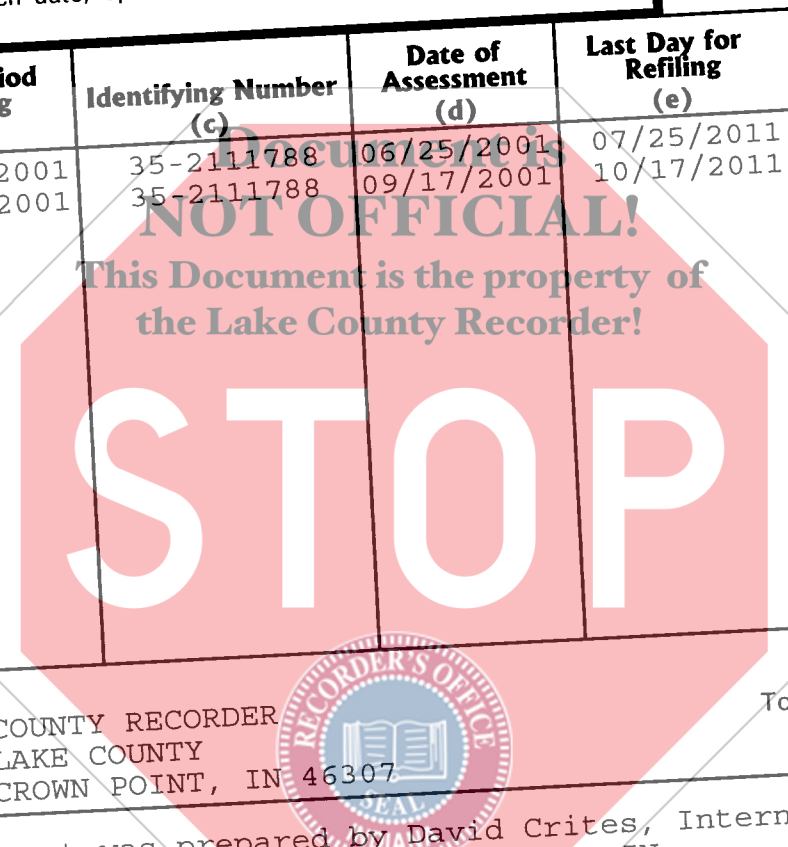 Date of Last Day for
iod Identifying Number Assessment Refiling
g (c) (d) (e)
2001 35-2111788 06/25/2001 07/25/2011
2001 35-2111788 09/17/2001 10/17/2011
Document is
NOT OFFICIAL!
This Document is the property of
the Lake County Recorder!
STOP
RECORDER'S OFFICE
SEAL
COUNTY RECORDER To
LAKE COUNTY
CROWN POINT, IN 46307
was prepared by David Crites, Intern